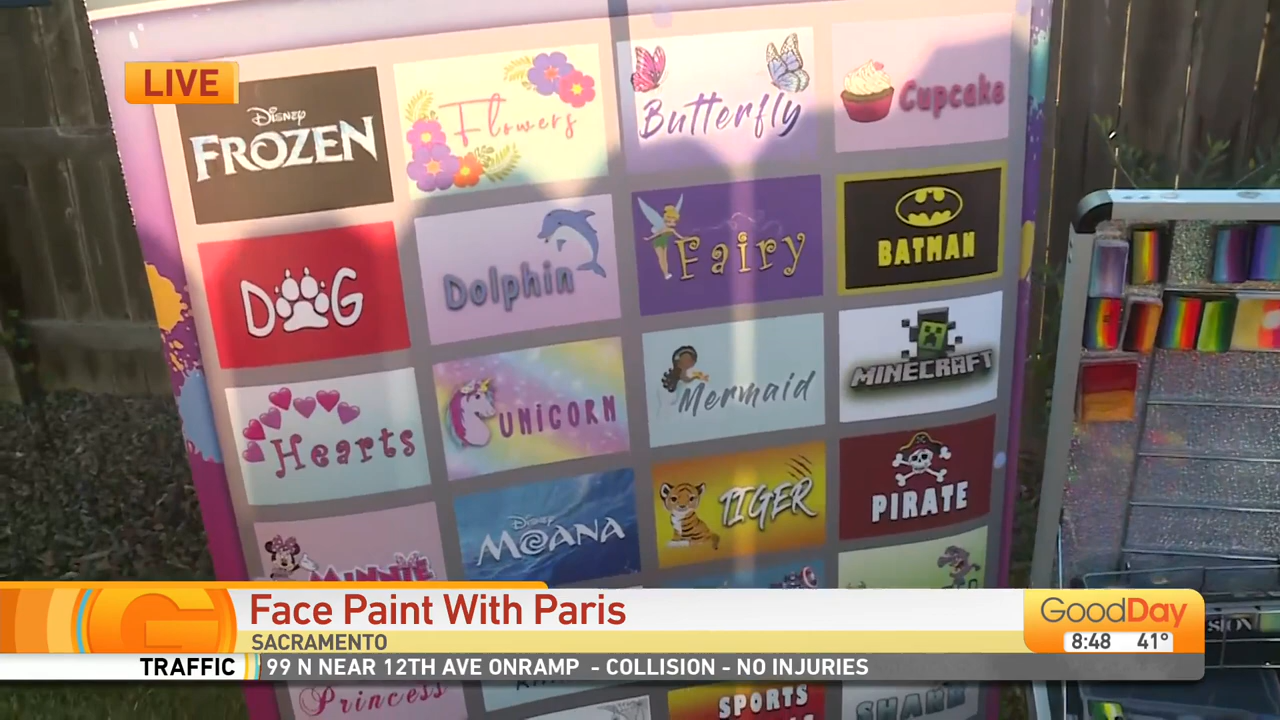 LIVE
Disney
FROZEN
Flowers
Butterfly
Cupcake
DOG
Dolphin
Fairy
BATMAN
Hearts
UNICORN
Mermaid
MINECRAFT
MINNIE
Disney
MOANA
TIGER
PIRATE
Face Paint With Paris
SACRAMENTO
GoodDay
8:48 41°
TRAFFIC 99 N NEAR 12TH AVE ONRAMP - COLLISION - NO INJURIES
Princess
SPORTS
SHARK